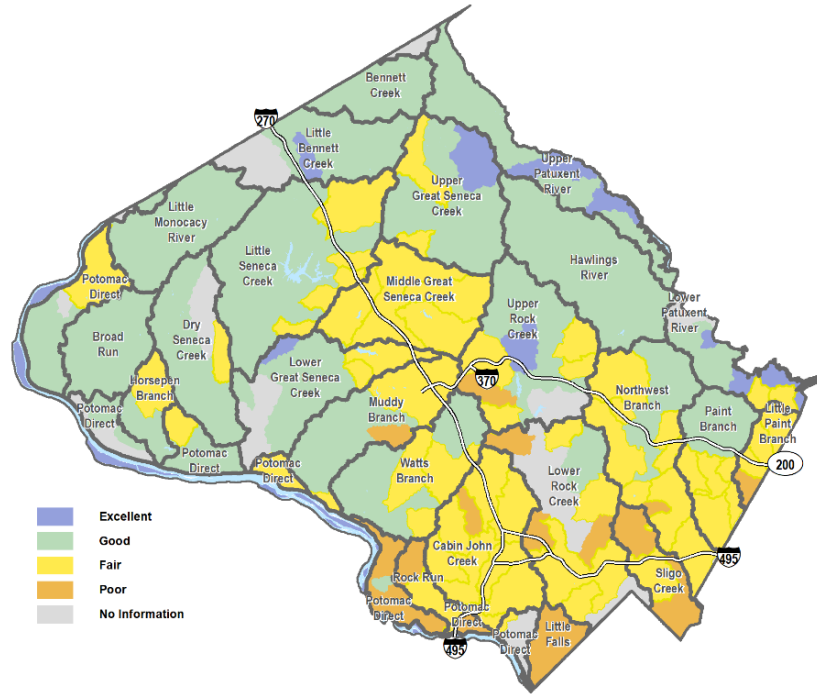 Bennett
Creek
270
Little
Bennett
Creek
Upper
Patuxent
River
Upper
Great Seneca
Creek
Little
Monocacy
River
Little
Seneca
Creek
Hawlings
River
Potomac
Direct
Middle Great
Seneca Creek
Upper
Rock
Creek
Lower
Patuxent
River
Broad
Run
Dry
Seneca
Creek
Lower
Great Seneca
Creek
Horsepen
Branch
370
Muddy
Branch
Northwest
Branch
Potomac
Direct
Paint
Branch
Little
Paint
Branch
Potomac
Direct
Potomac
Direct
Watts
Branch
Lower
Rock
Creek
200
Excellent
Good
Fair
Poor
No Information
Cabin John
Creek
495
Rock Run
Sligo
Creek
Potomac
Direct
Potomac
Direct
Little
Falls
Potomac
Direct
495